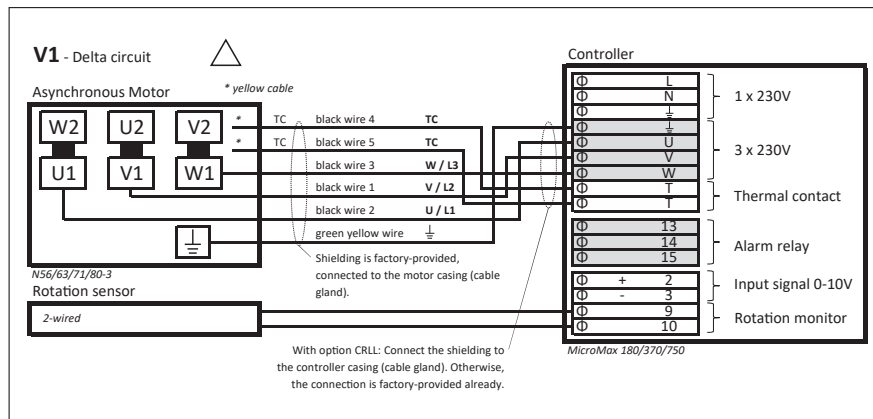 V1 - Delta circuit
* yellow cable
Asynchronous Motor
W2 U2 V2
U1 V1 W1
* TC black wire 4 TC
* TC black wire 5 TC
black wire 3 W / L3
black wire 1 V / L2
black wire 2 U / L1
green yellow wire
Shielding is factory-provided,
connected to the motor casing (cable
gland).
N56/63/71/80-3
Rotation sensor
2-wired
With option CRLL: Connect the shielding to
the controller casing (cable gland). Otherwise,
the connection is factory-provided already.
Controller
L
N
1 x 230V
U
V
W
3 x 230V
T
T
Thermal contact
13
14
15
Alarm relay
+ 2
- 3
Input signal 0-10V
9
10
Rotation monitor
MicroMax 180/370/750